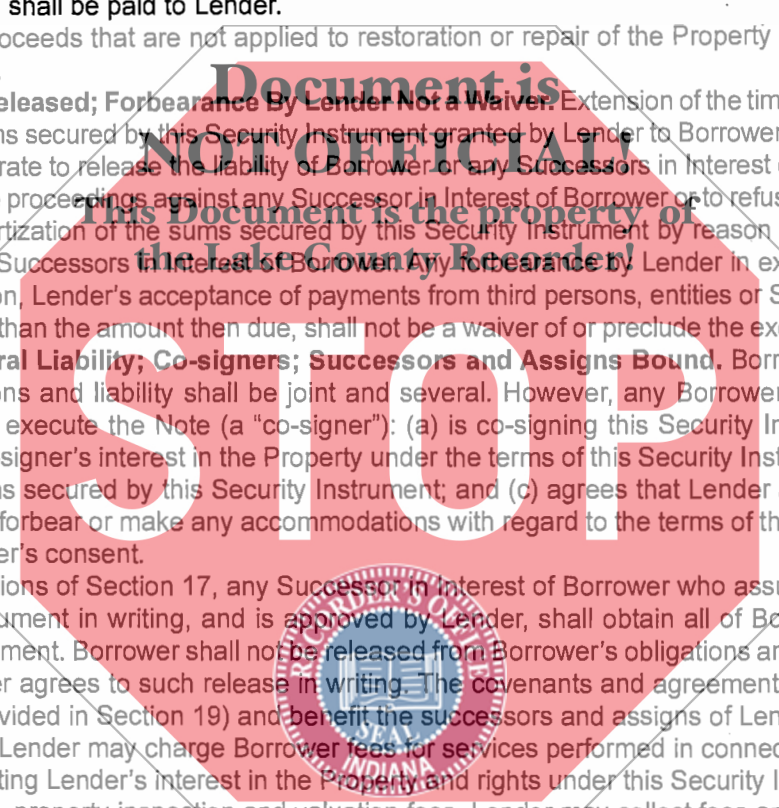 shall be paid to Lender.
oceeds that are not applied to restoration or repair of the Property
Document is
eleased; Forbearance By Lender Not a Waiver. Extension of the tim
ns secured by this Security Instrument granted by Lender to Borrower
NOT OFFICIAL!
rate to release the liability of Borrower or any Successors in Interest
proceedings against any Successor in Interest of Borrower or to refus
This Document is the property of
rtization of the sums secured by this Security Instrument by reason
the Lake County Recorder!
Successors in Interest of Borrower. Any forbearance by Lender in ex
on, Lender's acceptance of payments from third persons, entities or S
than the amount then due, shall not be a waiver of or preclude the exe
ral Liability; Co-signers; Successors and Assigns Bound. Borr
ns and liability shall be joint and several. However, any Borrower
execute the Note (a “co-signer”): (a) is co-signing this Security In
STOP
signer's interest in the Property under the terms of this Security Inst
ns secured by this Security Instrument; and (c) agrees that Lender
forbear or make any accommodations with regard to the terms of th
er's consent.
ions of Section 17, any Successor in Interest of Borrower who assu
ument in writing, and is approved by Lender, shall obtain all of Bo
ment. Borrower shall not be released from Borrower's obligations an
er agrees to such release in writing. The covenants and agreement
vided in Section 19) and benefit the successors and assigns of Len
RECORDER'S OFFICE
SEAL
INDIANA
Lender may charge Borrower fees for services performed in connec
ting Lender's interest in the Property and rights under this Security I
property inspection and valuation fees. Lender may collect fees